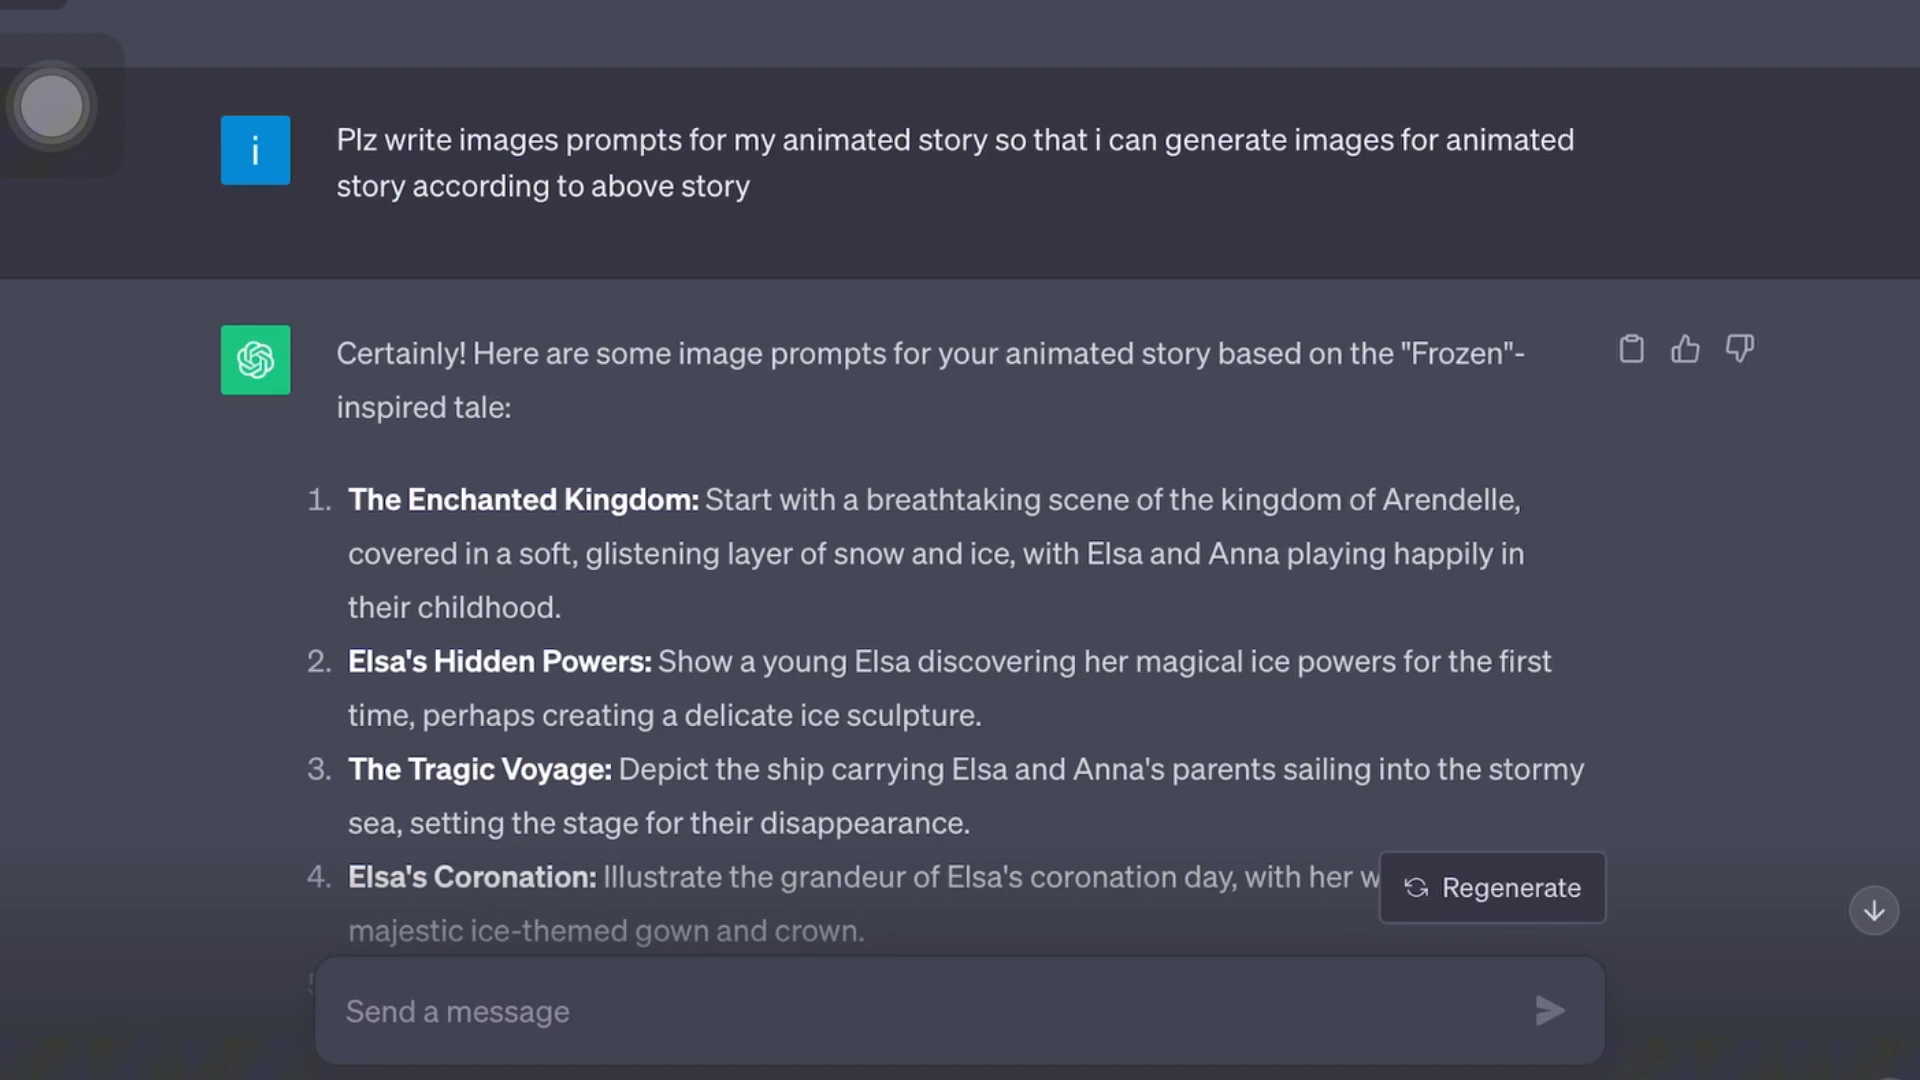 i
Plz write images prompts for my animated story so that i can generate images for animated
story according to above story
Certainly! Here are some image prompts for your animated story based on the "Frozen"-
inspired tale:
1. The Enchanted Kingdom: Start with a breathtaking scene of the kingdom of Arendelle,
covered in a soft, glistening layer of snow and ice, with Elsa and Anna playing happily in
their childhood.
2. Elsa's Hidden Powers: Show a young Elsa discovering her magical ice powers for the first
time, perhaps creating a delicate ice sculpture.
3. The Tragic Voyage: Depict the ship carrying Elsa and Anna's parents sailing into the stormy
sea, setting the stage for their disappearance.
4. Elsa's Coronation: Illustrate the grandeur of Elsa's coronation day, with her
majestic ice-themed gown and crown.
Regenerate
Send a message